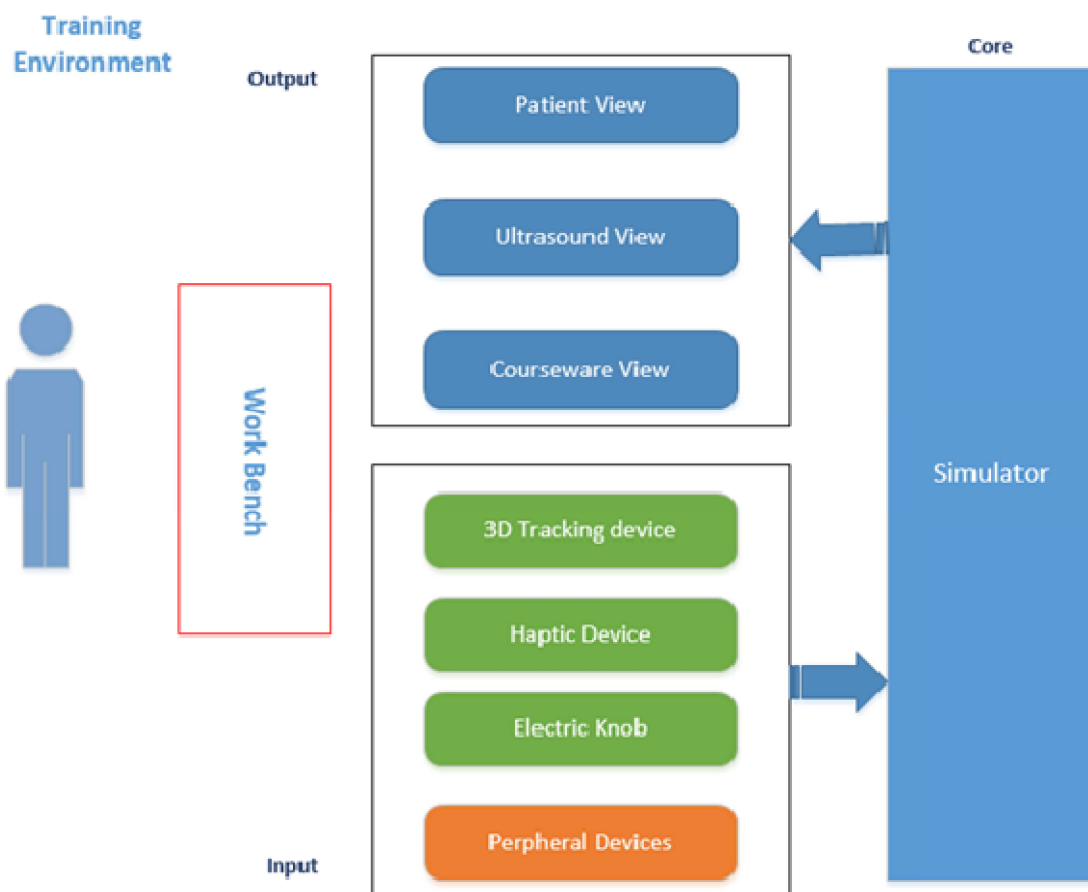 Training
Environment
Output
Core
Patient View
Ultrasound View
Courseware View
Work Bench
Simulator
3D Tracking device
Haptic Device
Electric Knob
Perpheral Devices
Input